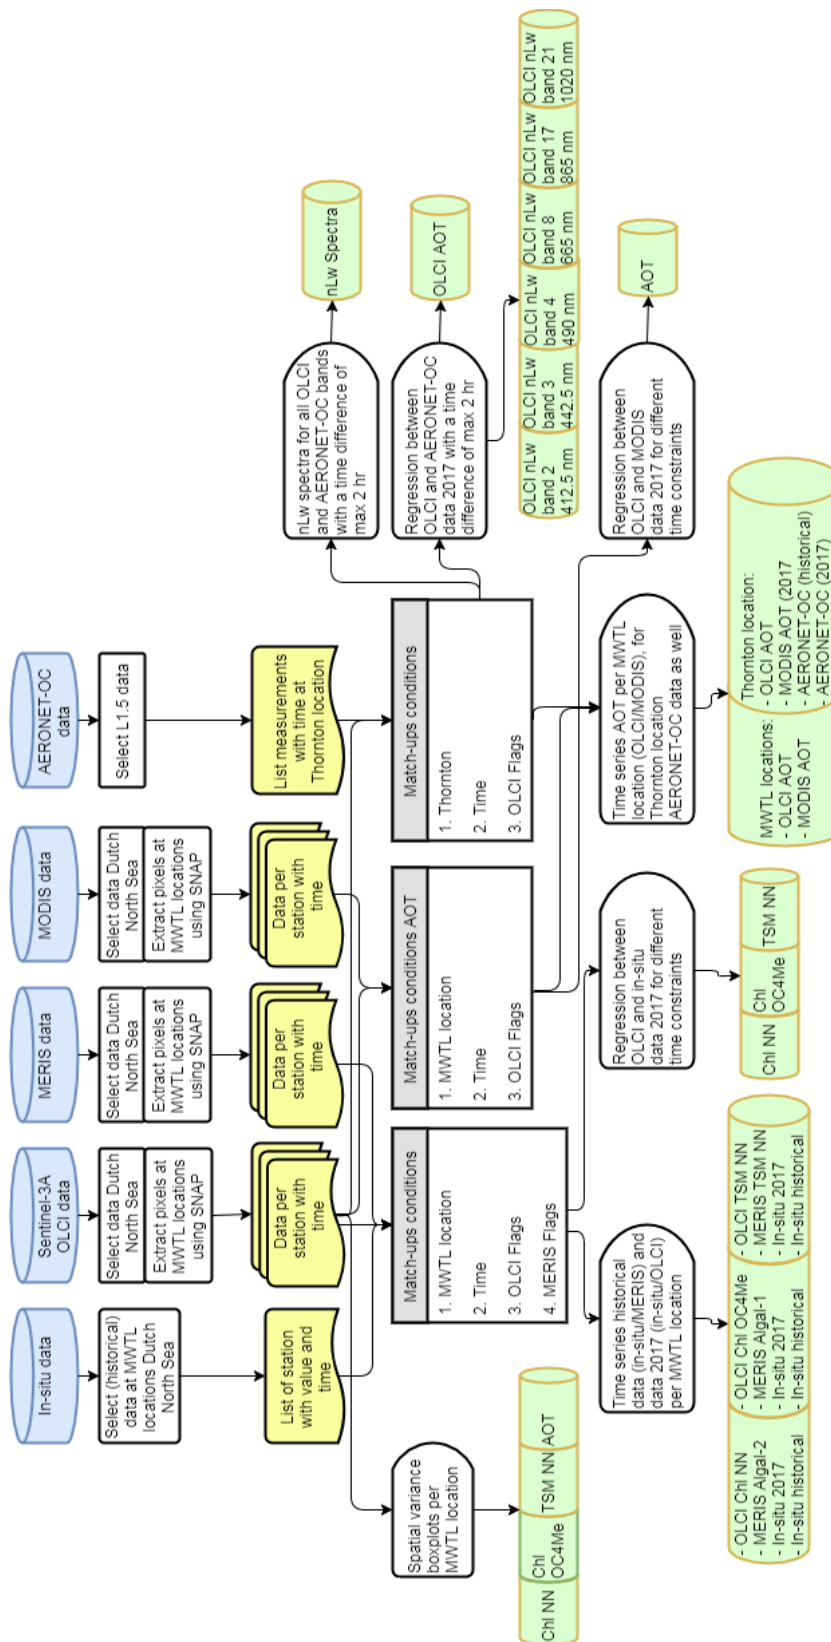 In-situ data
Sentinel-3A
OLCI data
MERIS data
MODIS data
AERONET-OC
data
Select (historical)
data at MWTL
locations Dutch
North Sea
Select data Dutch
North Sea
Extract pixels at
MWTL locations
using SNAP
Select data Dutch
North Sea
Extract pixels at
MWTL locations
using SNAP
Select data Dutch
North Sea
Extract pixels at
MWTL locations
using SNAP
Select L1.5 data
List of station
with value and
time
Data per
station with
time
Data per
station with
time
Data per
station with
time
List measurements
with time at
Thornton location
Spatial variance
boxplots per
MWTL location
Match-ups conditions
1. MWTL location
2. Time
3. OLCI Flags
4. MERIS Flags
Match-ups conditions AOT
1. MWTL location
2. Time
3. OLCI Flags
Match-ups conditions
1. Thornton
2. Time
3. OLCI Flags
nLw spectra for all OLCI
and AERONET-OC bands
with a time difference of
max 2 hr
nLw Spectra
Regression between
OLCI and AERONET-OC
data 2017 with a time
difference of max 2 hr
OLCI AOT
Chl NN
Chl
OC4Me
TSM NN
AOT
OLCI nLw
band 2
412.5 nm
OLCI nLw
band 3
442.5 nm
OLCI nLw
band 4
490 nm
OLCI nLw
band 8
665 nm
OLCI nLw
band 17
865 nm
OLCI nLw
band 21
1020 nm
Time series historical
data (in-situ/MERIS) and
data 2017 (in-situ/OLCI)
per MWTL location
Regression between
OLCI and in-situ
data 2017 for different
time constraints
Time series AOT per MWTL
location (OLCI/MODIS), for
Thornton location
AERONET-OC data as well
Regression between
OLCI and MODIS
data 2017 for different
time constraints
AOT
- OLCI Chl NN
- MERIS Algal-2
- In-situ 2017
- In-situ historical
- OLCI Chl OC4Me
- MERIS Algal-1
- In-situ 2017
- In-situ historical
- OLCI TSM NN
- MERIS TSM NN
- In-situ 2017
- In-situ historical
Chl NN
Chl
OC4Me
TSM NN
MWTL locations:
- OLCI AOT
- MODIS AOT
Thornton location:
- OLCI AOT
- MODIS AOT (2017
- AERONET-OC (historical)
- AERONET-OC (2017)